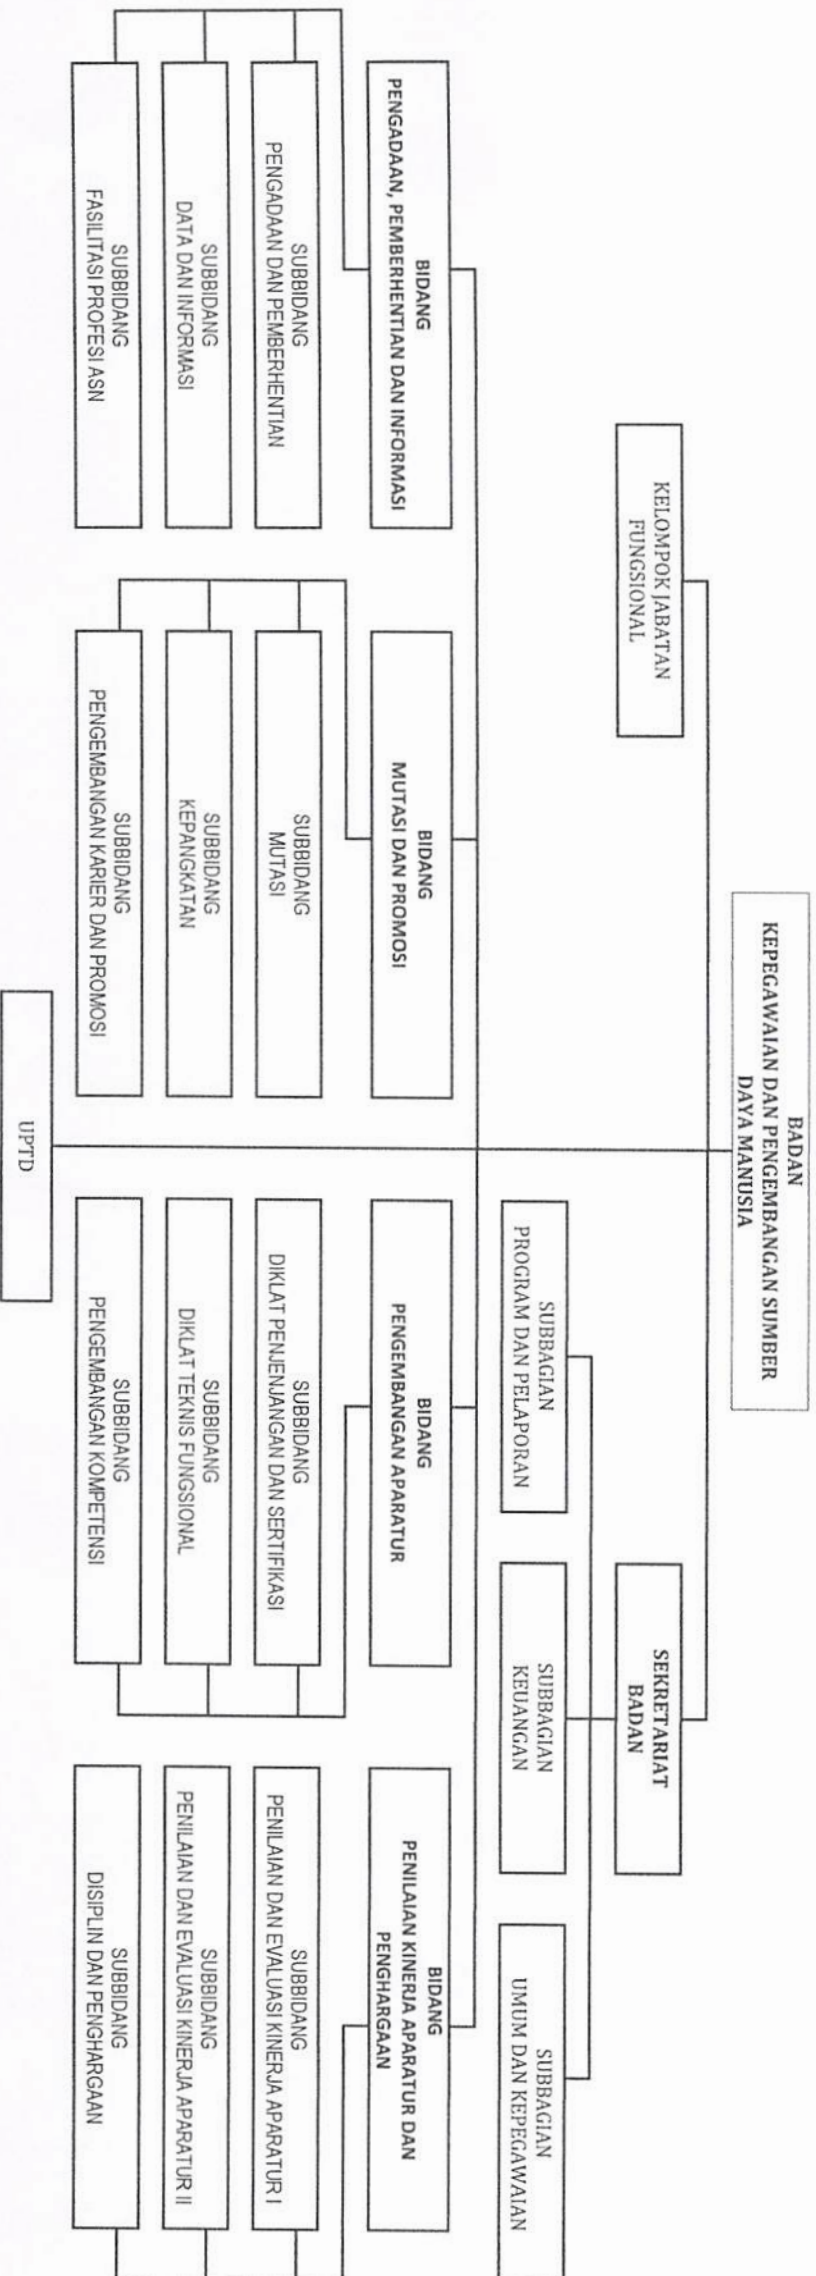 BADAN
KEPEGAWAIAN DAN PENGEMBANGAN SUMBER
DAYA MANUSIA
KELOMPOK JABATAN
FUNGSIONAL
SEKRETARIAT
BADAN
SUBBAGIAN
PROGRAM DAN PELAPORAN
SUBBAGIAN
KEUANGAN
SUBBAGIAN
UMUM DAN KEPEGAWAIAN
BIDANG
PENGADAAN, PEMBERHENTIAN DAN INFORMASI
SUBBIDANG
PENGADAAN DAN PEMBERHENTIAN
SUBBIDANG
DATA DAN INFORMASI
SUBBIDANG
FASILITASI PROFESI ASN
BIDANG
MUTASI DAN PROMOSI
SUBBIDANG
MUTASI
SUBBIDANG
KEPANGKATAN
SUBBIDANG
PENGEMBANGAN KARIER DAN PROMOSI
BIDANG
PENGEMBANGAN APARATUR
SUBBIDANG
DIKLAT PENJENJANGAN DAN SERTIFIKASI
SUBBIDANG
DIKLAT TEKNIS FUNGSIONAL
SUBBIDANG
PENGEMBANGAN KOMPETENSI
BIDANG
PENILAIAN KINERJA APARATUR DAN
PENGHARGAAN
SUBBIDANG
PENILAIAN DAN EVALUASI KINERJA APARATUR I
SUBBIDANG
PENILAIAN DAN EVALUASI KINERJA APARATUR II
SUBBIDANG
DISIPLIN DAN PENGHARGAAN
UPTD